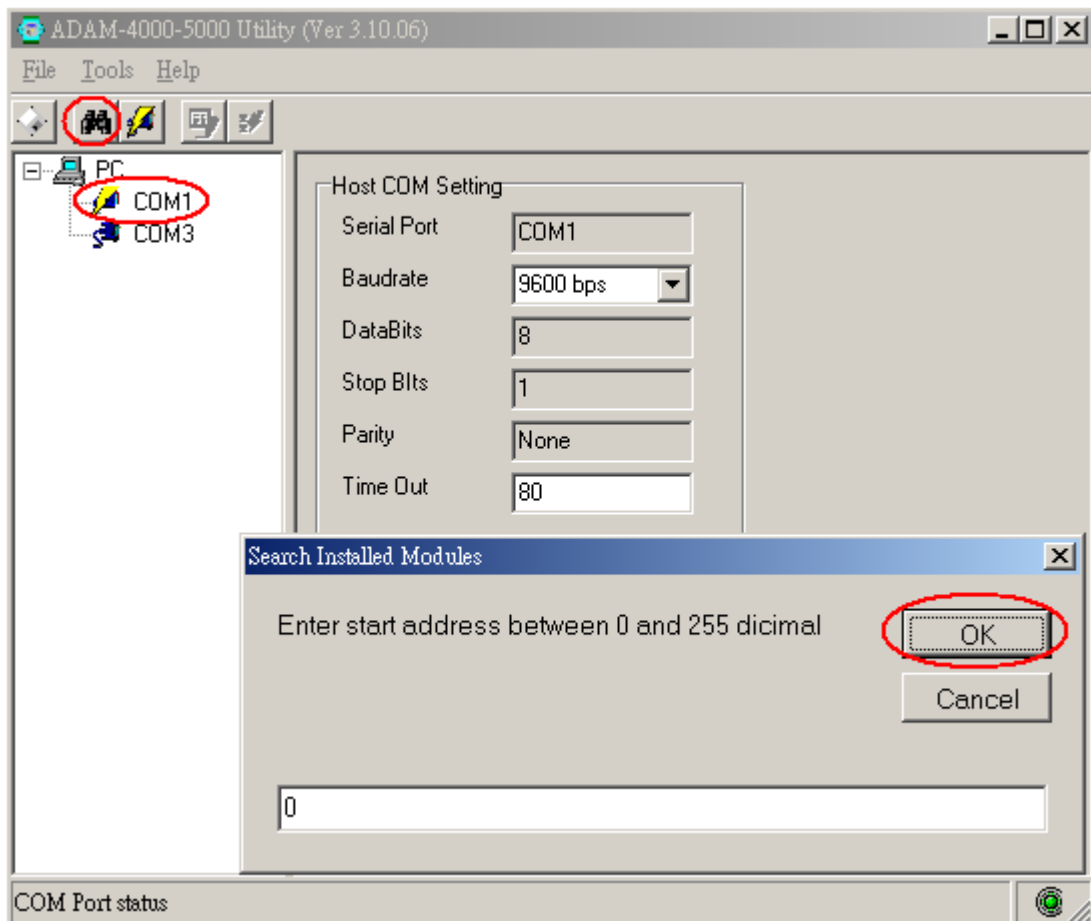 ADAM-4000-5000 Utility (Ver 3.10.06)
File Tools Help
PC
COM1
COM3
Host COM Setting
Serial Port COM1
Baudrate 9600 bps
DataBits 8
Stop BIts 1
Parity None
Time Out 80
Search Installed Modules
Enter start address between 0 and 255 dicimal
OK
Cancel
0
COM Port status